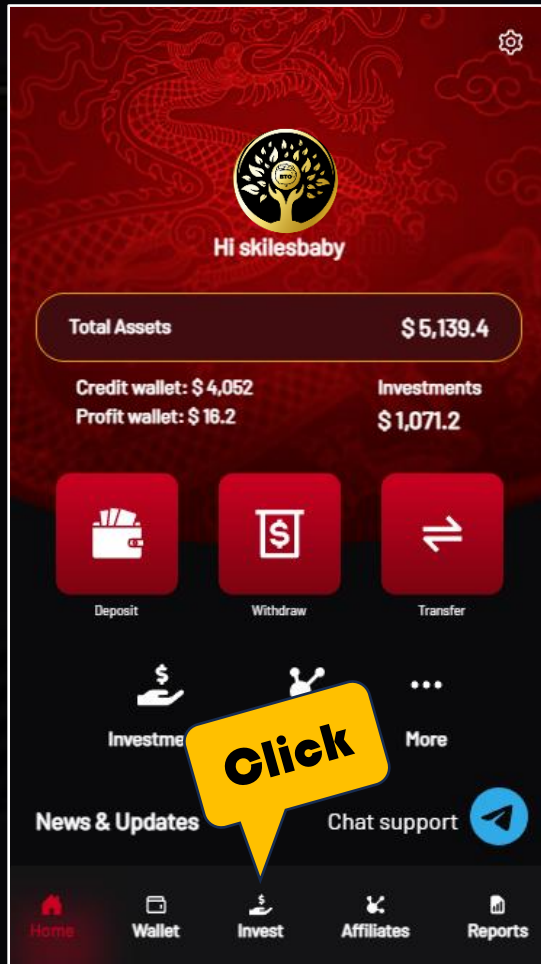 BTO
Hi skilesbaby
Total Assets $ 5,139.4
Credit wallet: $ 4,052 Investments
Profit wallet: $ 16.2 $ 1,071.2
Deposit Withdraw Transfer
Investme More
Click
News & Updates Chat support
Home Wallet Invest Affiliates Reports